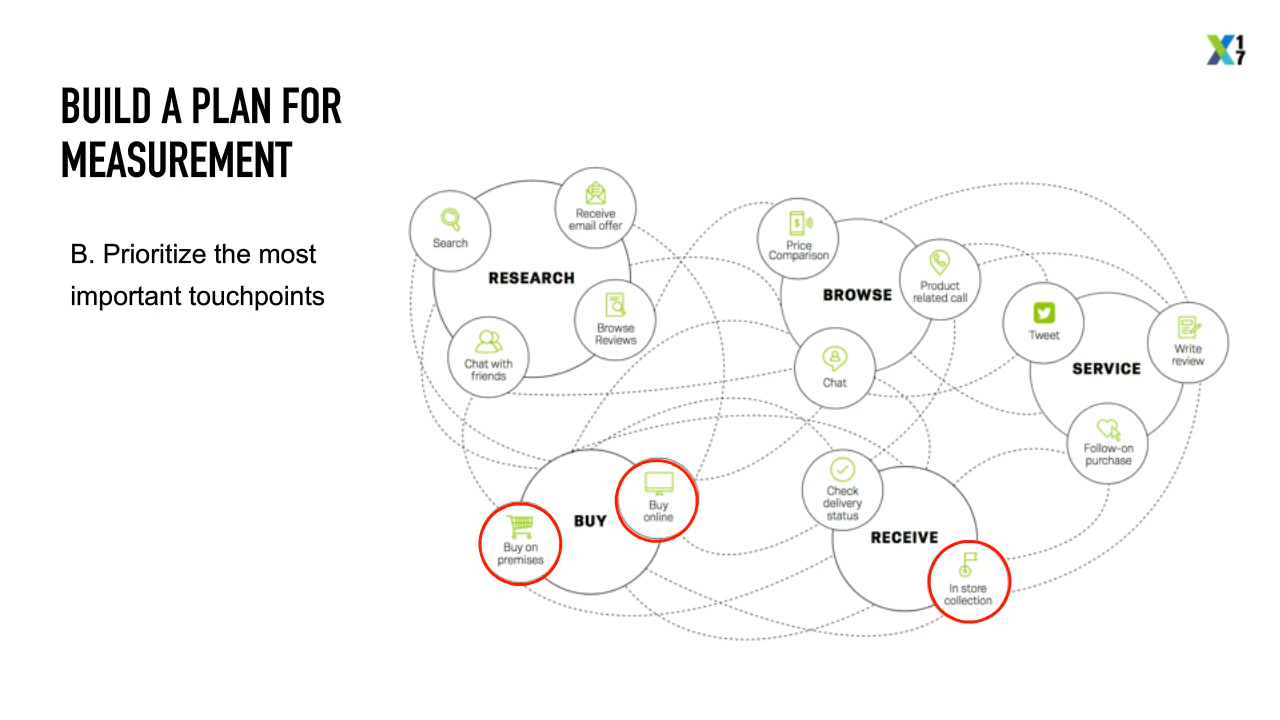 X17
BUILD A PLAN FOR
MEASUREMENT
B. Prioritize the most
important touchpoints
Search
Receive
email offer
RESEARCH
Browse
Reviews
Chat with
friends
Price
Comparison
BROWSE
Product
related call
Chat
Tweet
Write
review
SERVICE
Follow-on
purchase
Buy
online
BUY
Buy on
premises
Check
delivery
status
RECEIVE
In store
collection